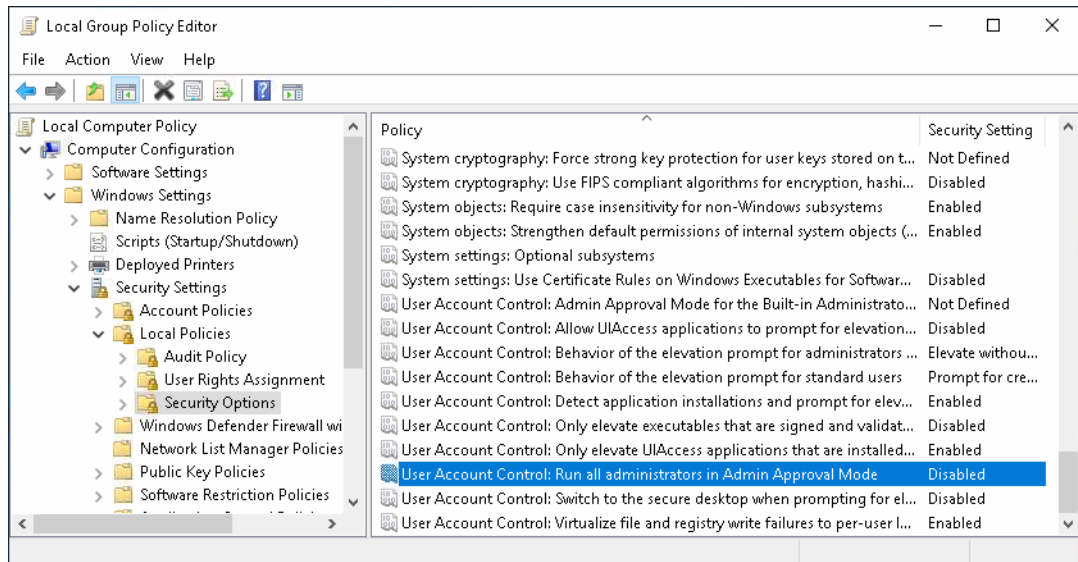 Local Group Policy Editor
File Action View Help
Local Computer Policy
Computer Configuration
Software Settings
Windows Settings
Name Resolution Policy
Scripts (Startup/Shutdown)
Deployed Printers
Security Settings
Account Policies
Local Policies
Audit Policy
User Rights Assignment
Security Options
Windows Defender Firewall wi
Network List Manager Policies
Public Key Policies
Software Restriction Policies
Policy Security Setting
System cryptography: Force strong key protection for user keys stored on t... Not Defined
System cryptography: Use FIPS compliant algorithms for encryption, hashi... Disabled
System objects: Require case insensitivity for non-Windows subsystems Enabled
System objects: Strengthen default permissions of internal system objects (... Enabled
System settings: Optional subsystems
System settings: Use Certificate Rules on Windows Executables for Softwar... Disabled
User Account Control: Admin Approval Mode for the Built-in Administrato... Not Defined
User Account Control: Allow UIAccess applications to prompt for elevation... Disabled
User Account Control: Behavior of the elevation prompt for administrators ... Elevate withou...
User Account Control: Behavior of the elevation prompt for standard users Prompt for cre...
User Account Control: Detect application installations and prompt for elev... Enabled
User Account Control: Only elevate executables that are signed and validat... Disabled
User Account Control: Only elevate UIAccess applications that are installed... Enabled
User Account Control: Run all administrators in Admin Approval Mode Disabled
User Account Control: Switch to the secure desktop when prompting for el... Disabled
User Account Control: Virtualize file and registry write failures to per-user l... Enabled